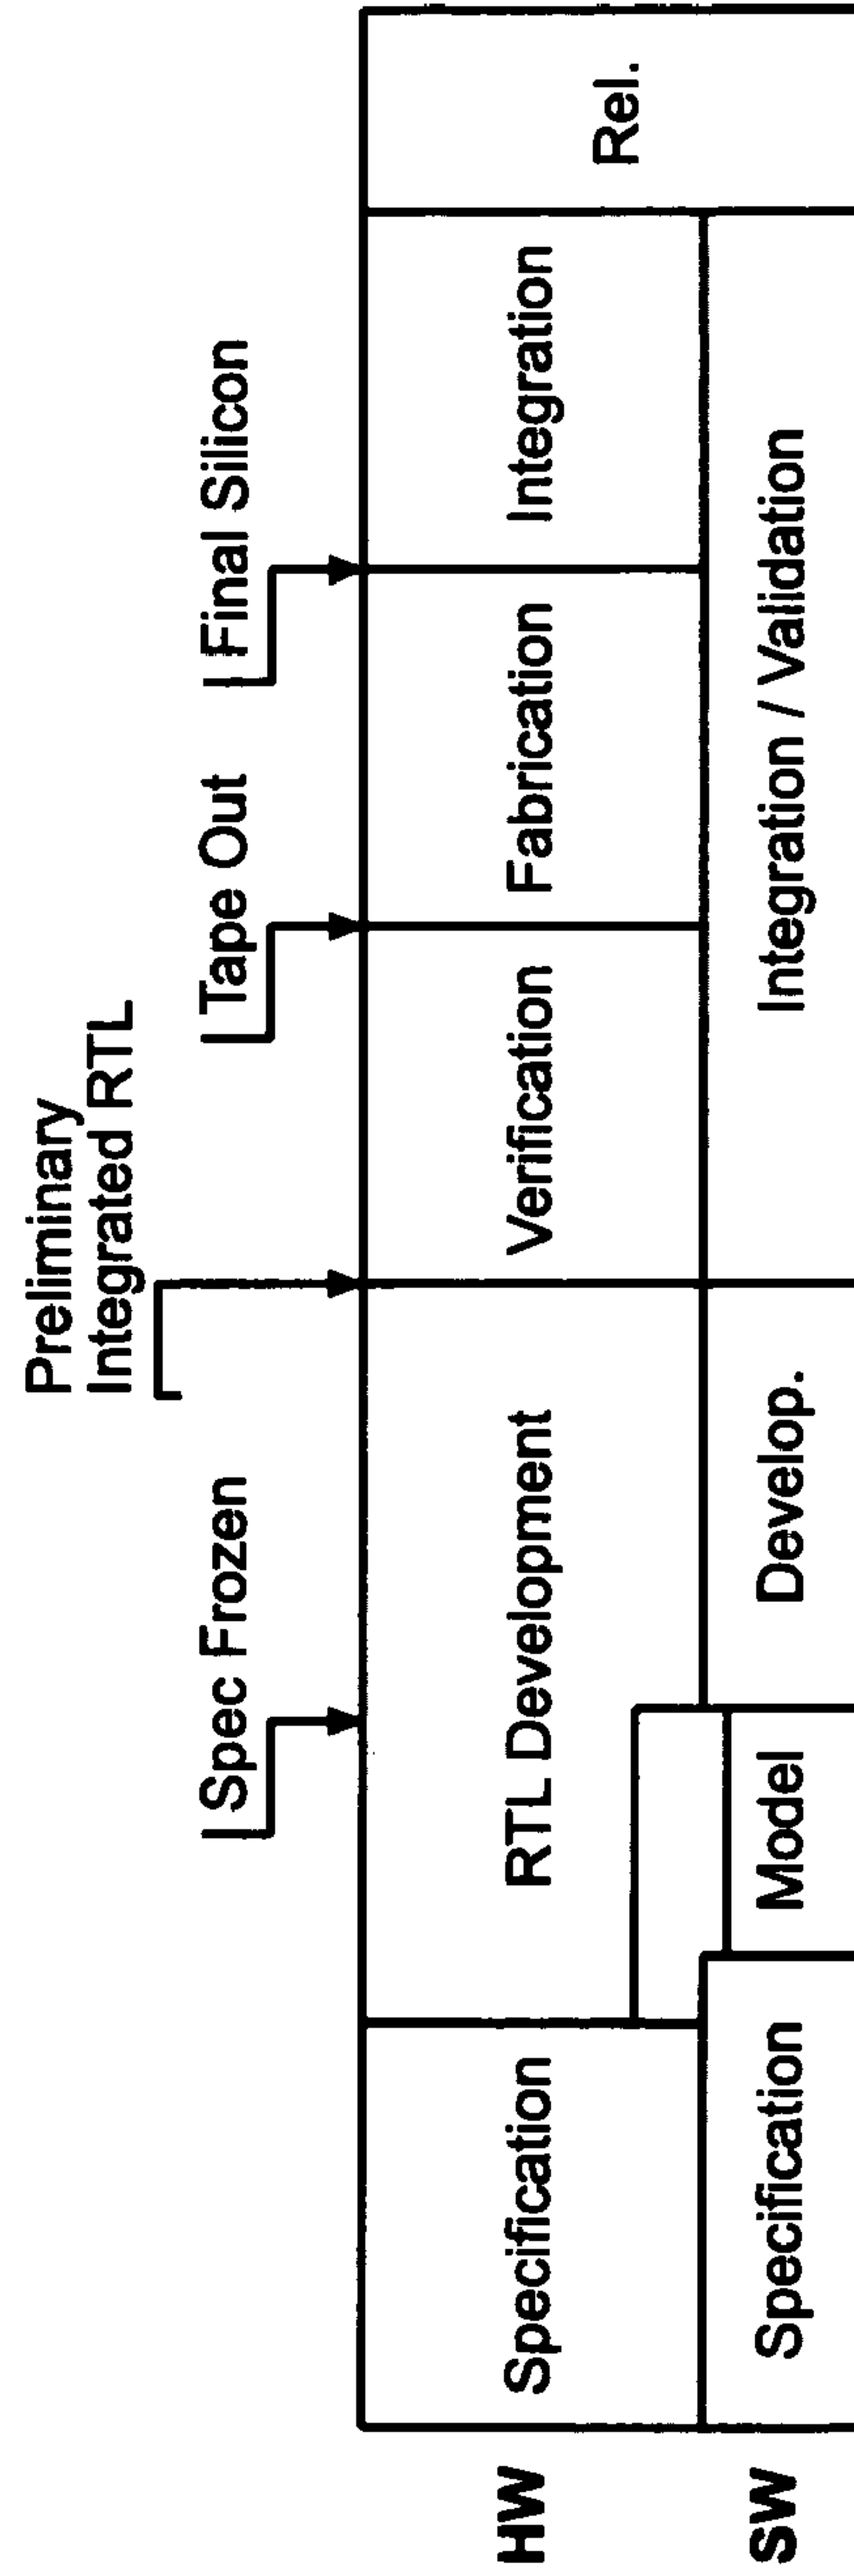 Preliminary
Integrated RTL
Spec Frozen
Tape Out
Final Silicon
HW
Specification
RTL Development
Verification
Fabrication
Integration
Rel.
SW
Specification
Model
Develop.
Integration / Validation